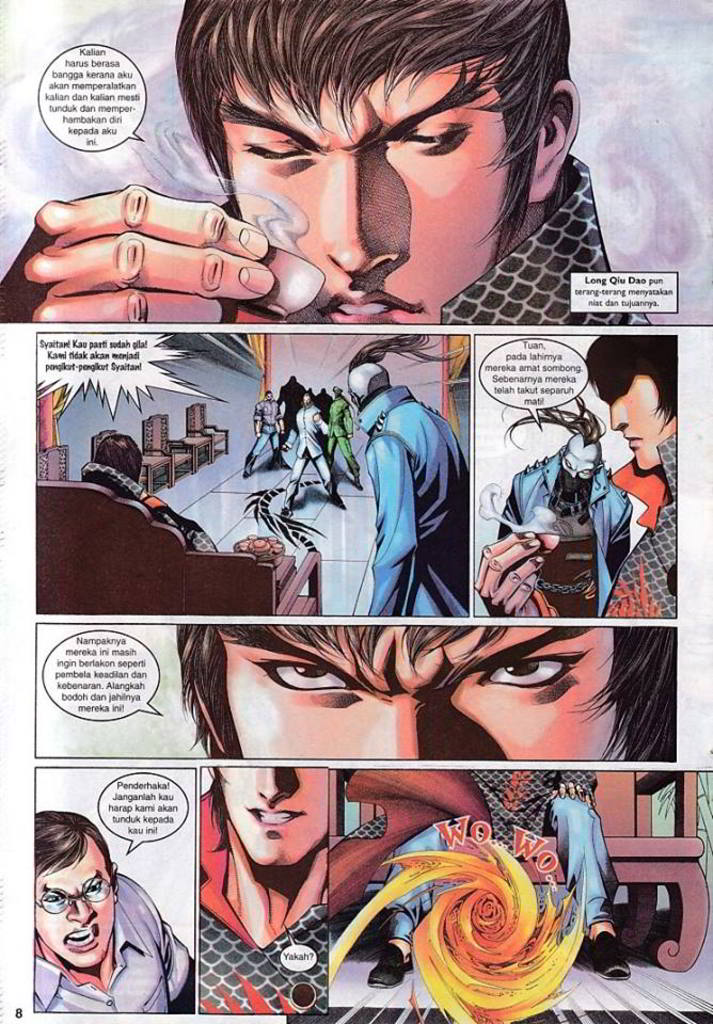 Kalian
harus berasa
bangga kerana aku
akan memperalatkan
kalian dan kalian mesti
tunduk dan memper-
hambakan diri
kepada aku
ini.
Long Qiu Dao pun
terang-terang menyatakan
niat dan tujuannya.
Syaitan! Kau pasti sudah gila!
Kami tidak akan menjadi
pengikut-pengikut Syaitan!
Tuan,
pada lahirnya
mereka amat sombong.
Sebenarnya mereka
telah takut separuh
mati!
Nampaknya
mereka ini masih
ingin berlakon seperti
pembela keadilan dan
kebenaran. Alangkah
bodoh dan jahilnya
mereka ini!
Penderhaka!
Janganlah kau
harap kami akan
tunduk kepada
kau ini!
Yakah?
WO... WO...
8